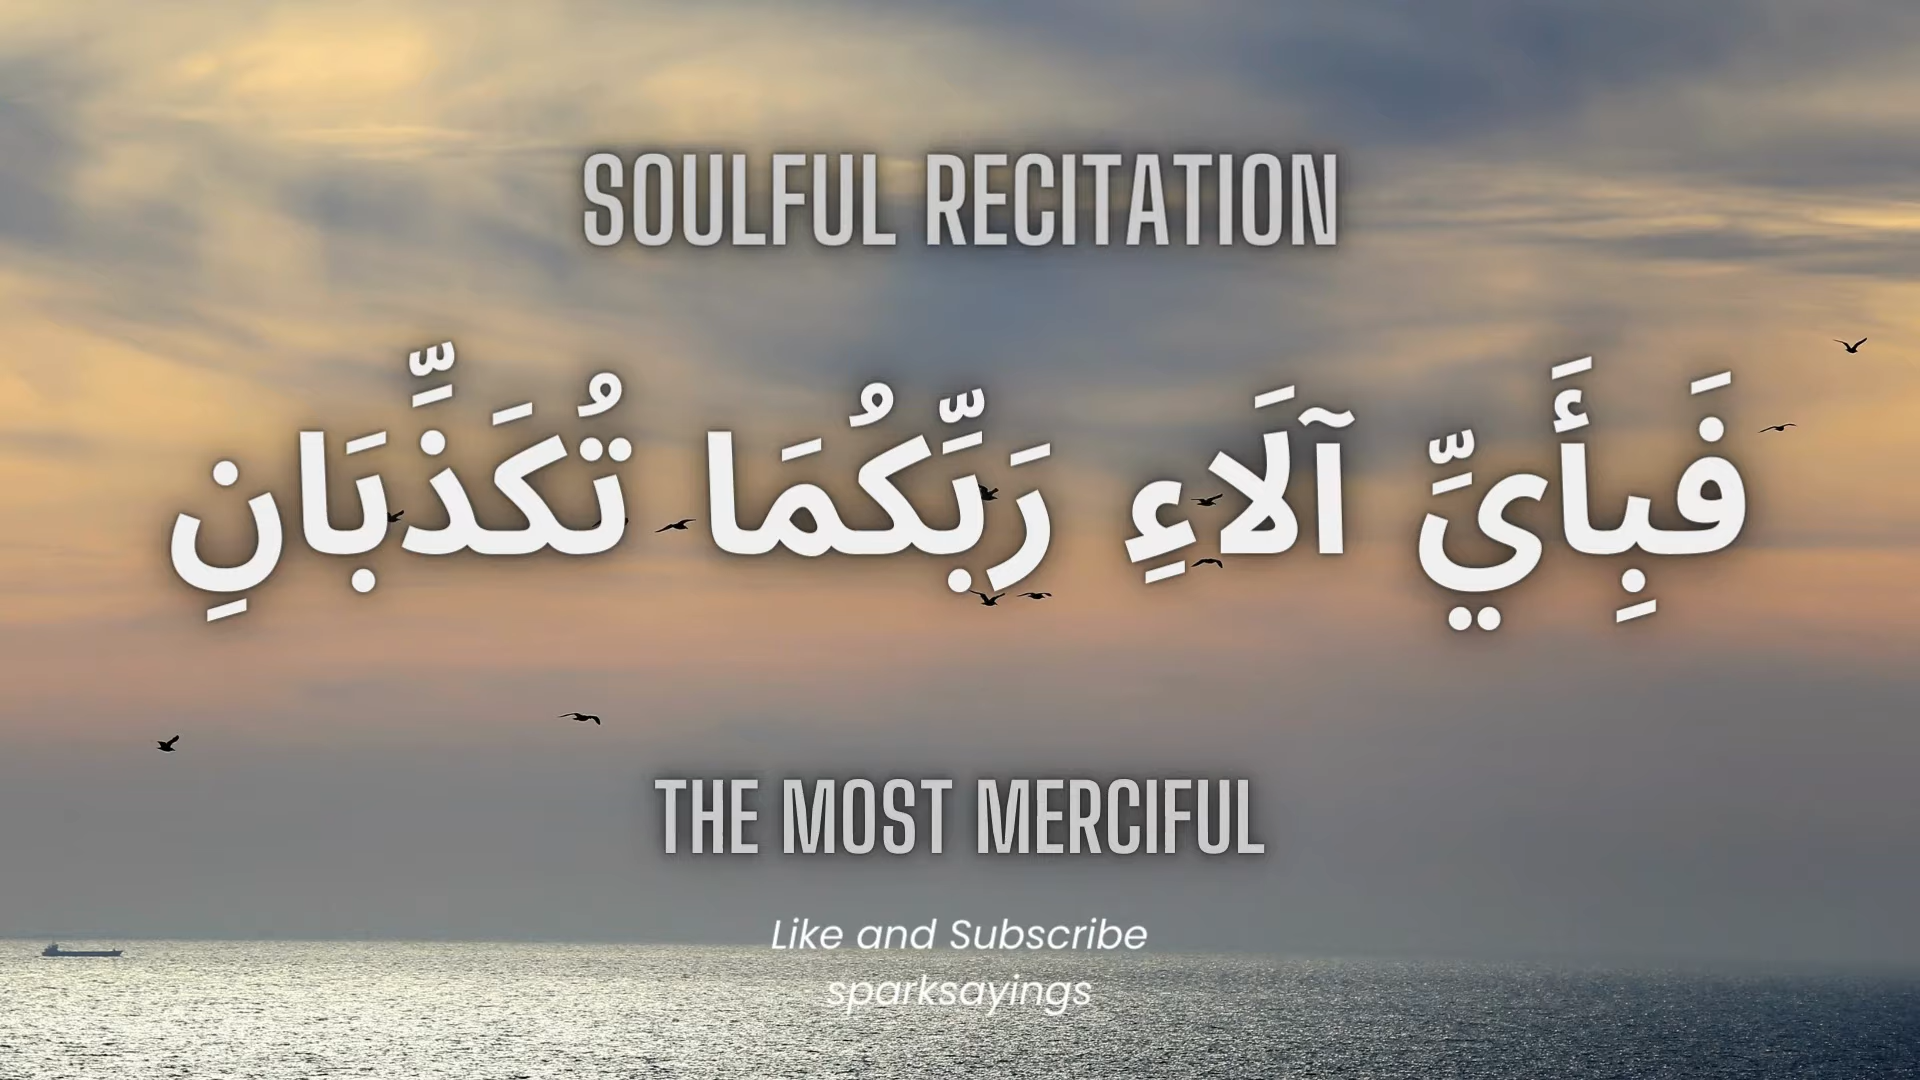 SOULFUL RECITATION
فَبِأَيِّ آلَاءِ رَبِّكُمَا تُكَذِّبَانِ
THE MOST MERCIFUL
Like and Subscribe
sparksayings